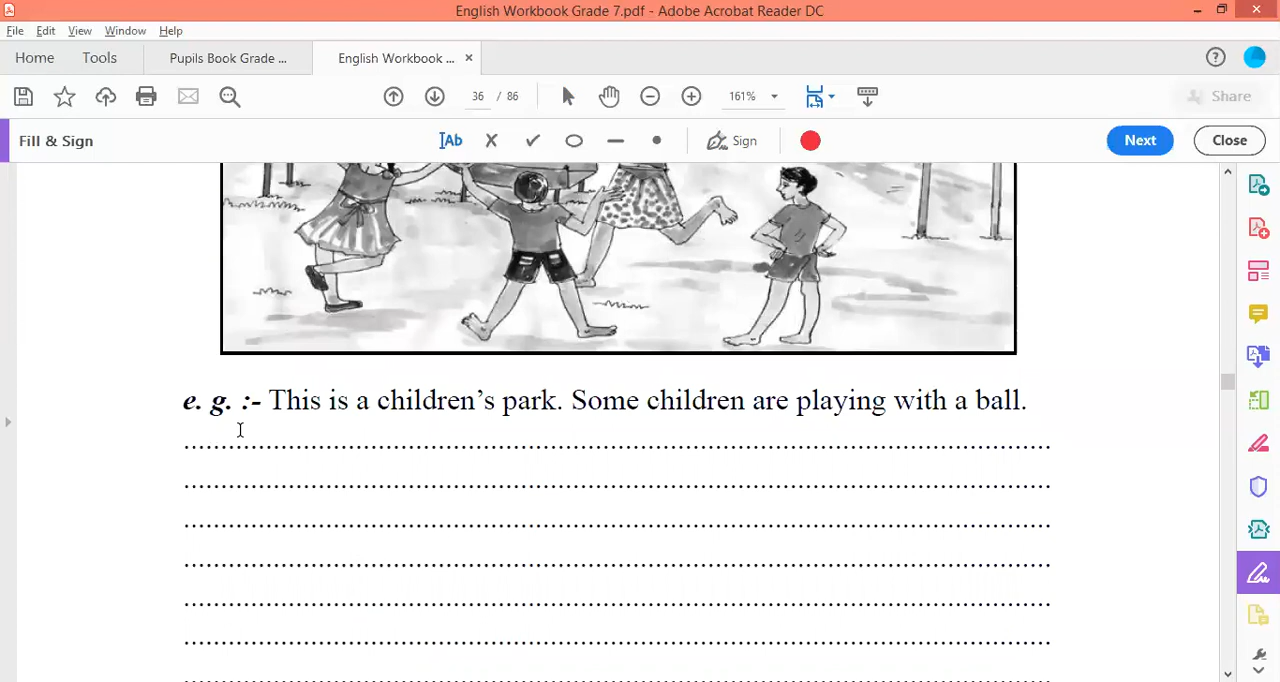 English Workbook Grade 7.pdf - Adobe Acrobat Reader DC
File Edit View Window Help
Home Tools Pupils Book Grade ... English Workbook ... ×
36 / 86 161% Share
Fill & Sign Ab Sign Next Close
e. g. :- This is a children's park. Some children are playing with a ball.